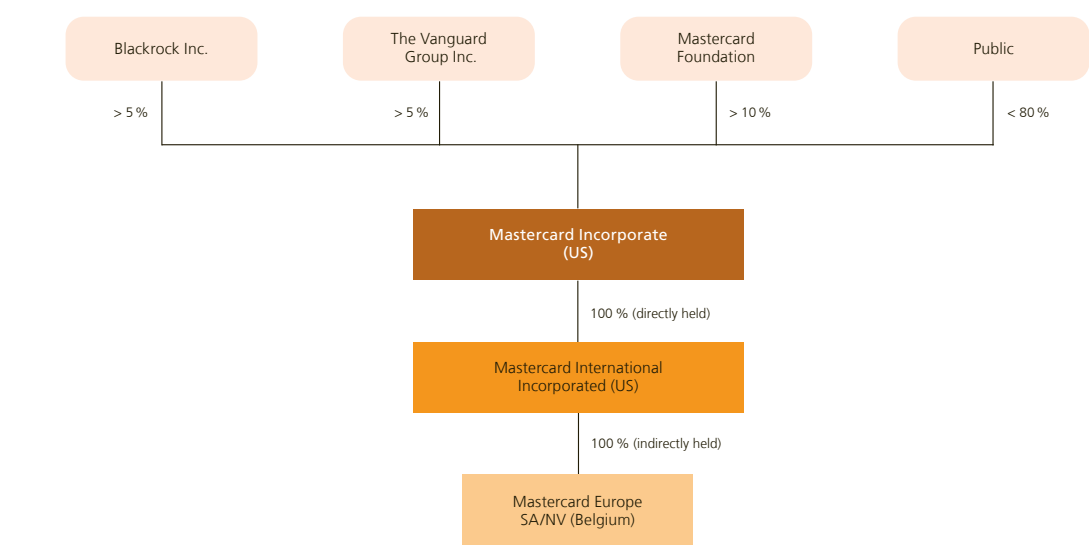 Blackrock Inc.
The Vanguard
Group Inc.
Mastercard
Foundation
Public
> 5 %
> 5 %
> 10 %
< 80 %
Mastercard Incorporate
(US)
100 % (directly held)
Mastercard International
Incorporated (US)
100 % (indirectly held)
Mastercard Europe
SA/NV (Belgium)